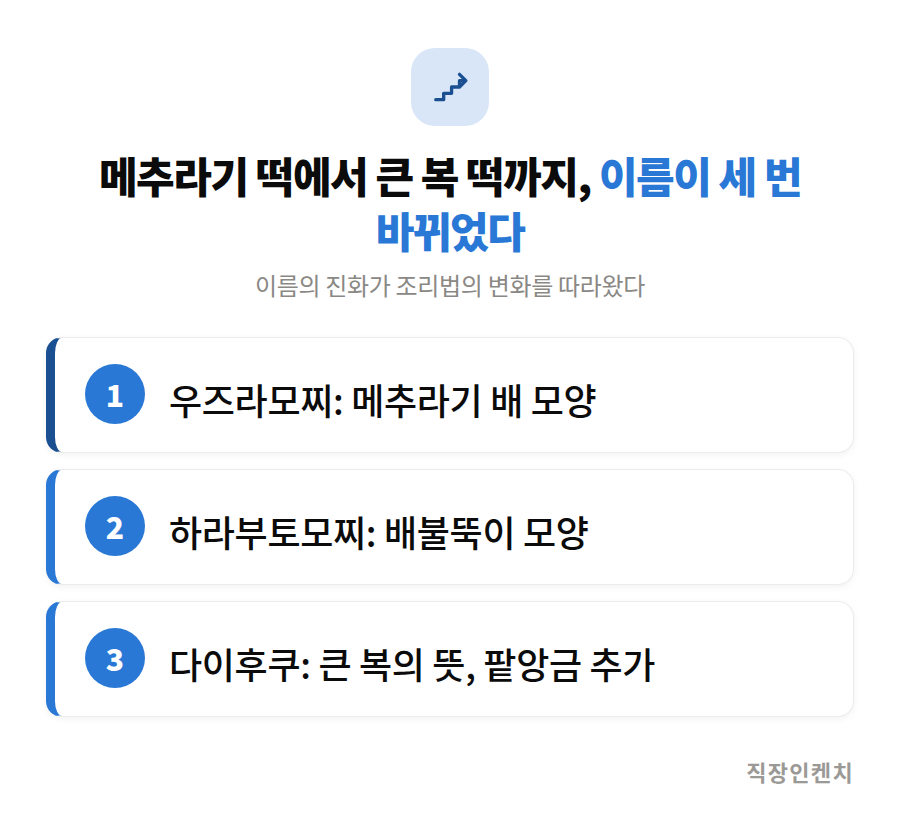 메추라기 떡에서 큰 복 떡까지, 이름이 세 번
바뀌었다
이름의 진화가 조리법의 변화를 따라왔다
1 우즈라모찌: 메추라기 배 모양
2 하라부토모찌: 배불뚝이 모양
3 다이후쿠: 큰 복의 뜻, 팥앙금 추가
직장인켄치